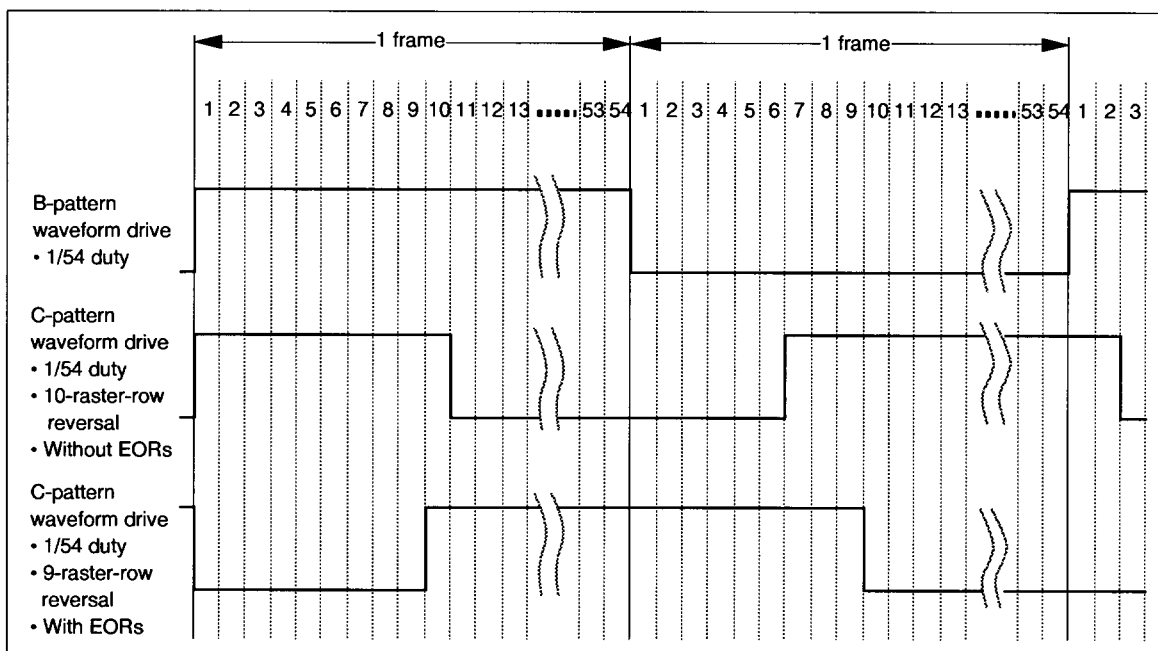 1 frame 1 frame
1 2 3 4 5 6 7 8 9 10 11 12 13 ..... 53 54 1 2 3 4 5 6 7 8 9 10 11 12 13 ..... 53 54 1 2 3
B-pattern
waveform drive
• 1/54 duty
C-pattern
waveform drive
• 1/54 duty
• 10-raster-row
reversal
• Without EORs
C-pattern
waveform drive
• 1/54 duty
• 9-raster-row
reversal
• With EORs